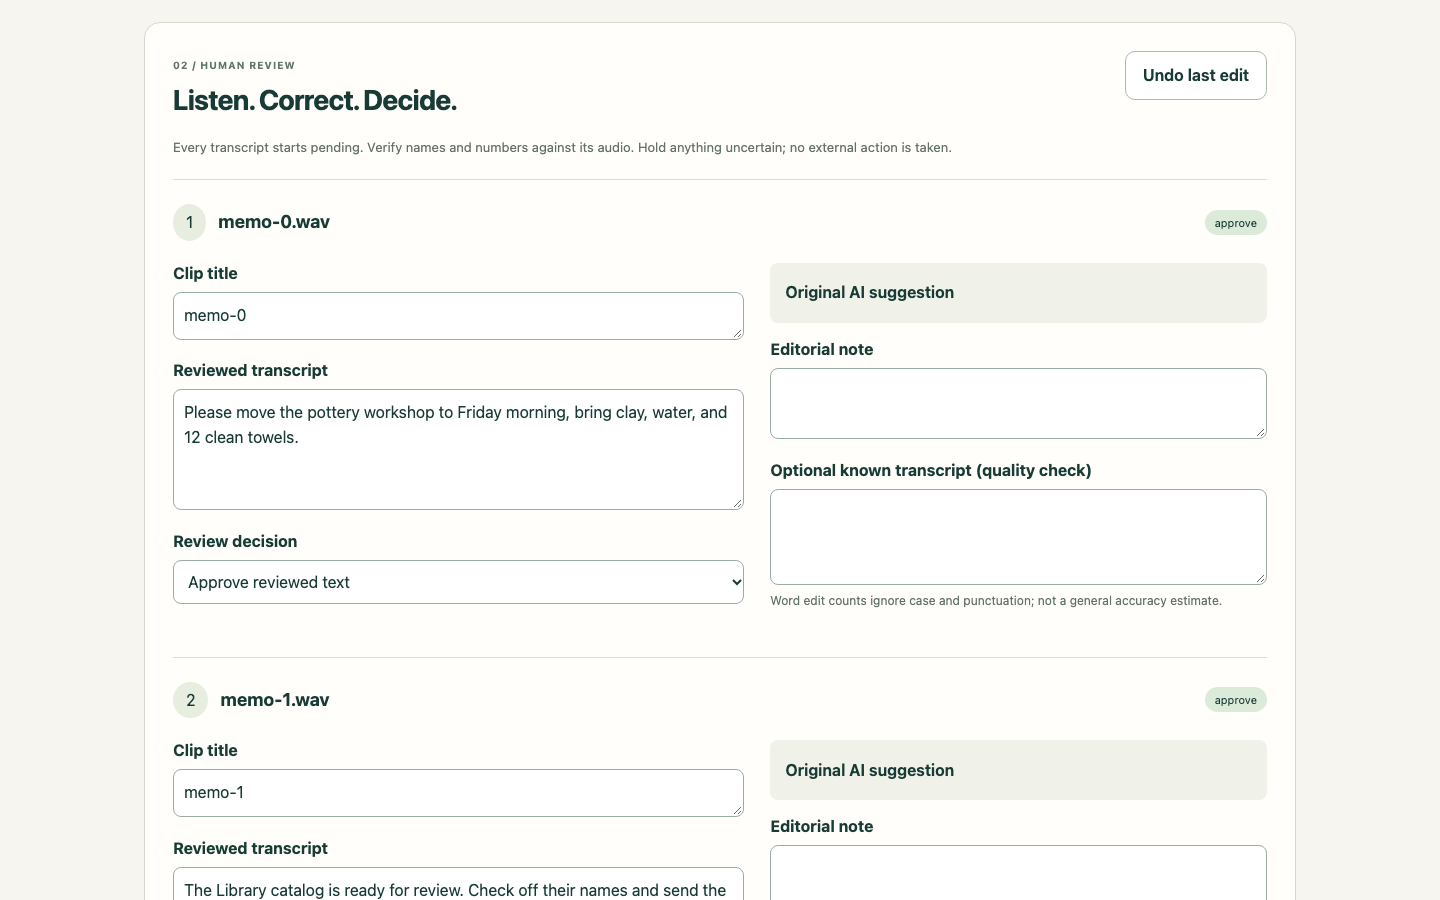 02 / HUMAN REVIEW
Listen. Correct. Decide.
Undo last edit
Every transcript starts pending. Verify names and numbers against its audio. Hold anything uncertain; no external action is taken.
1
memo-0.wav
approve
Clip title
memo-0
Reviewed transcript
Please move the pottery workshop to Friday morning, bring clay, water, and
12 clean towels.
Review decision
Approve reviewed text
Original AI suggestion
Editorial note
Optional known transcript (quality check)
Word edit counts ignore case and punctuation; not a general accuracy estimate.
2
memo-1.wav
approve
Clip title
memo-1
Reviewed transcript
The Library catalog is ready for review. Check off their names and send the
Original AI suggestion
Editorial note